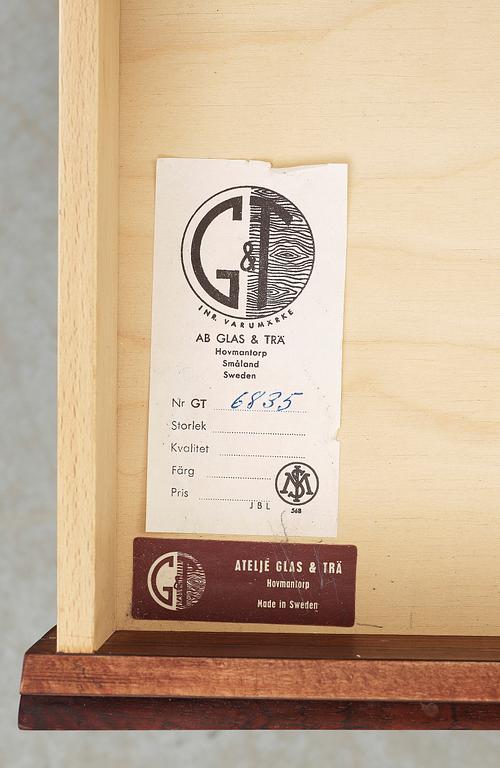 G&T
INR. VARUMÄRKE
AB GLAS & TRÄ
Hovmantorp
Småland
Sweden
Nr GT 6835
Storlek
Kvalitet
Färg
Pris
JBL
568
G&T
ATELJÉ GLAS & TRÄ
Hovmantorp
Made in Sweden